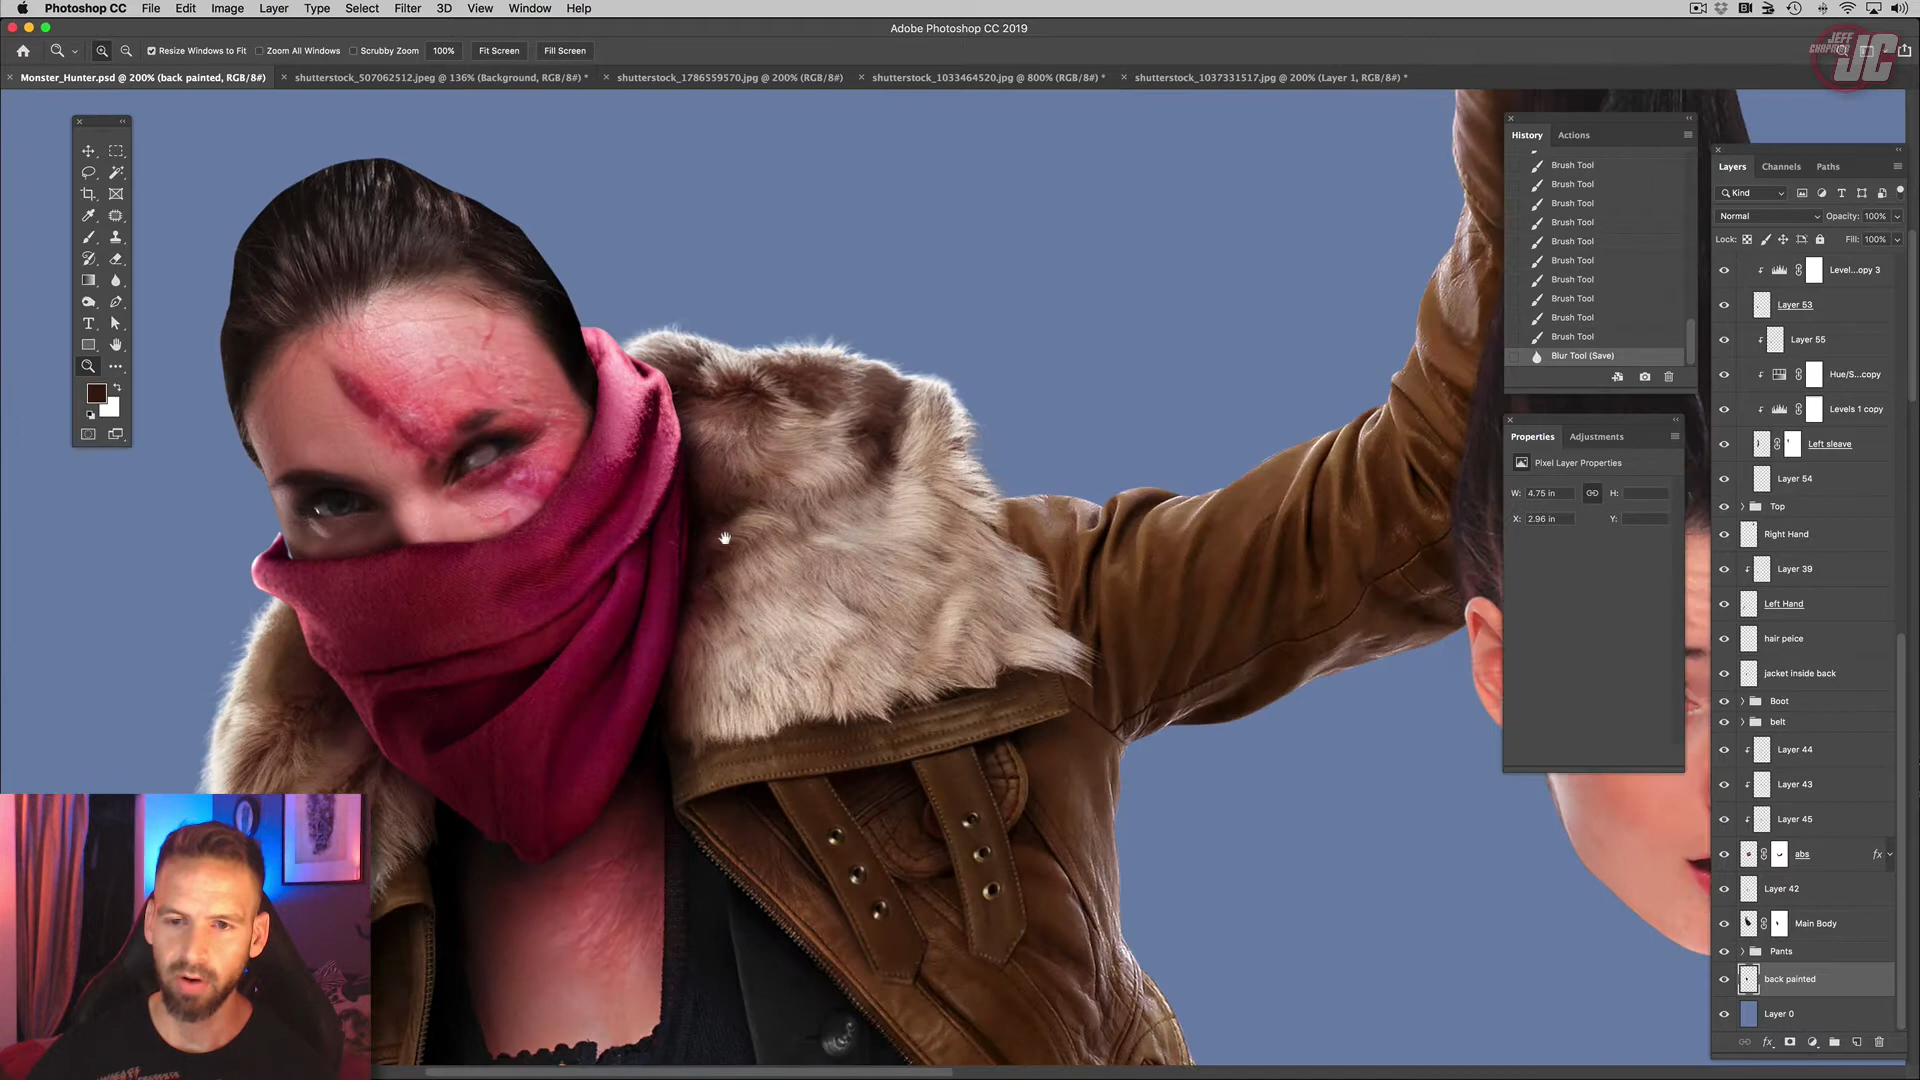 Photoshop CC File Edit Image Layer Type Select Filter 3D View Window Help
Adobe Photoshop CC 2019
Resize Windows to Fit Zoom All Windows Scrubby Zoom 100% Fit Screen Fill Screen
Monster_Hunter.psd @ 200% (back painted, RGB/8#) shutterstock_507062512.jpeg @ 136% (Background, RGB/8#) * shutterstock_1786559570.jpg @ 200% (RGB/8#) shutterstock_1033464520.jpg @ 800% (RGB/8#) * shutterstock_1037331517.jpg @ 200% (Layer 1, RGB/8#) *
JEFF
JC
History Actions
Brush Tool
Brush Tool
Brush Tool
Brush Tool
Brush Tool
Brush Tool
Brush Tool
Brush Tool
Brush Tool
Brush Tool
Blur Tool (Save)
Properties Adjustments
Pixel Layer Properties
W: 4.75 in H:
X: 2.96 in Y:
Layers Channels Paths
Kind
Normal Opacity: 100%
Lock: Fill: 100%
Level...opy 3
Layer 53
Layer 55
Hue/S...copy
Levels 1 copy
Left sleave
Layer 54
Top
Right Hand
Layer 39
Left Hand
hair peice
jacket inside back
Boot
belt
Layer 44
Layer 43
Layer 45
abs fx
Layer 42
Main Body
Pants
back painted
Layer 0
fx